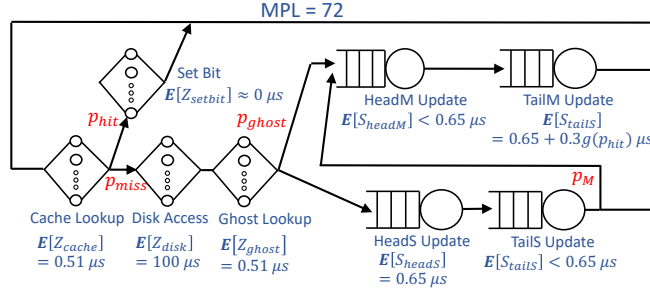 MPL = 72
Set Bit
E[Z_setbit] ≈ 0 μs
p_hit
p_ghost
HeadM Update
E[S_headM] < 0.65 μs
TailM Update
E[S_tails]
= 0.65 + 0.3g(p_hit) μs
p_miss
p_M
Cache Lookup
E[Z_cache]
= 0.51 μs
Disk Access
E[Z_disk]
= 100 μs
Ghost Lookup
E[Z_ghost]
= 0.51 μs
HeadS Update
E[S_heads]
= 0.65 μs
TailS Update
E[S_tails] < 0.65 μs